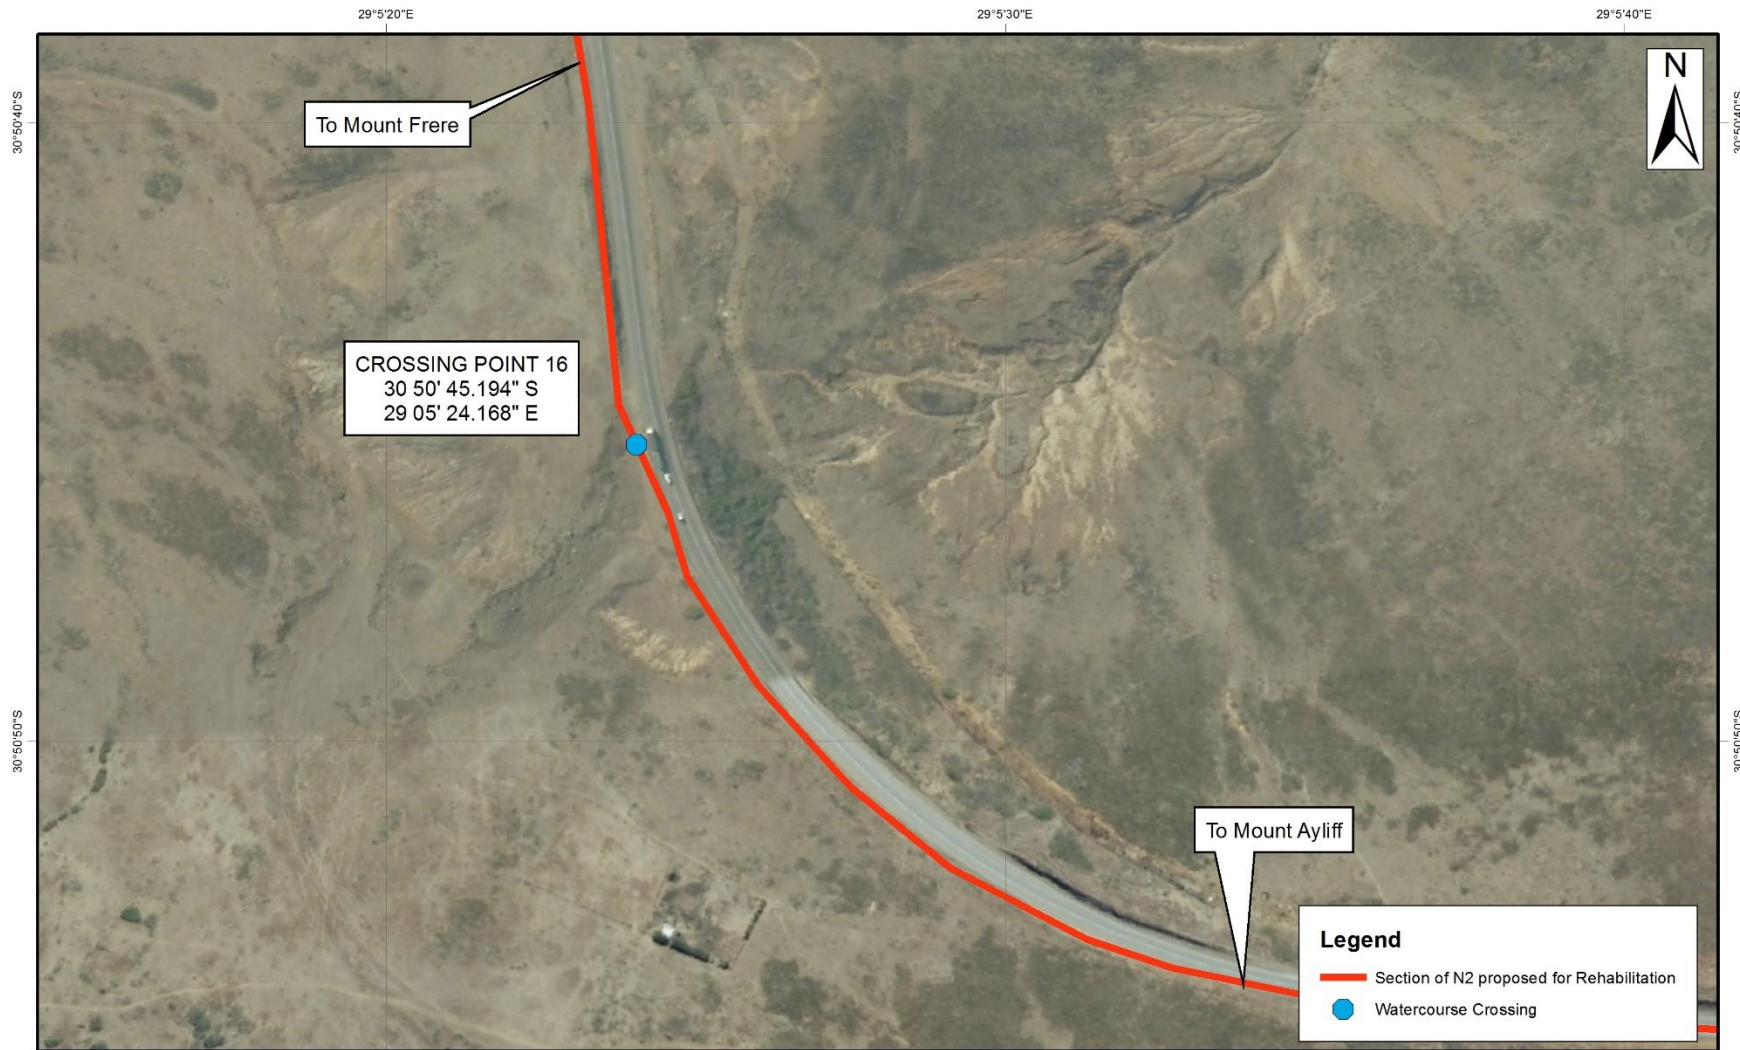 29°5'20"E
29°5'30"E
29°5'40"E
N
30°50'40"S
30°50'40"S
To Mount Frere
CROSSING POINT 16
30 50' 45.194" S
29 05' 24.168" E
30°50'50"S
30°50'50"S
To Mount Ayliff
Legend
Section of N2 proposed for Rehabilitation
Watercourse Crossing